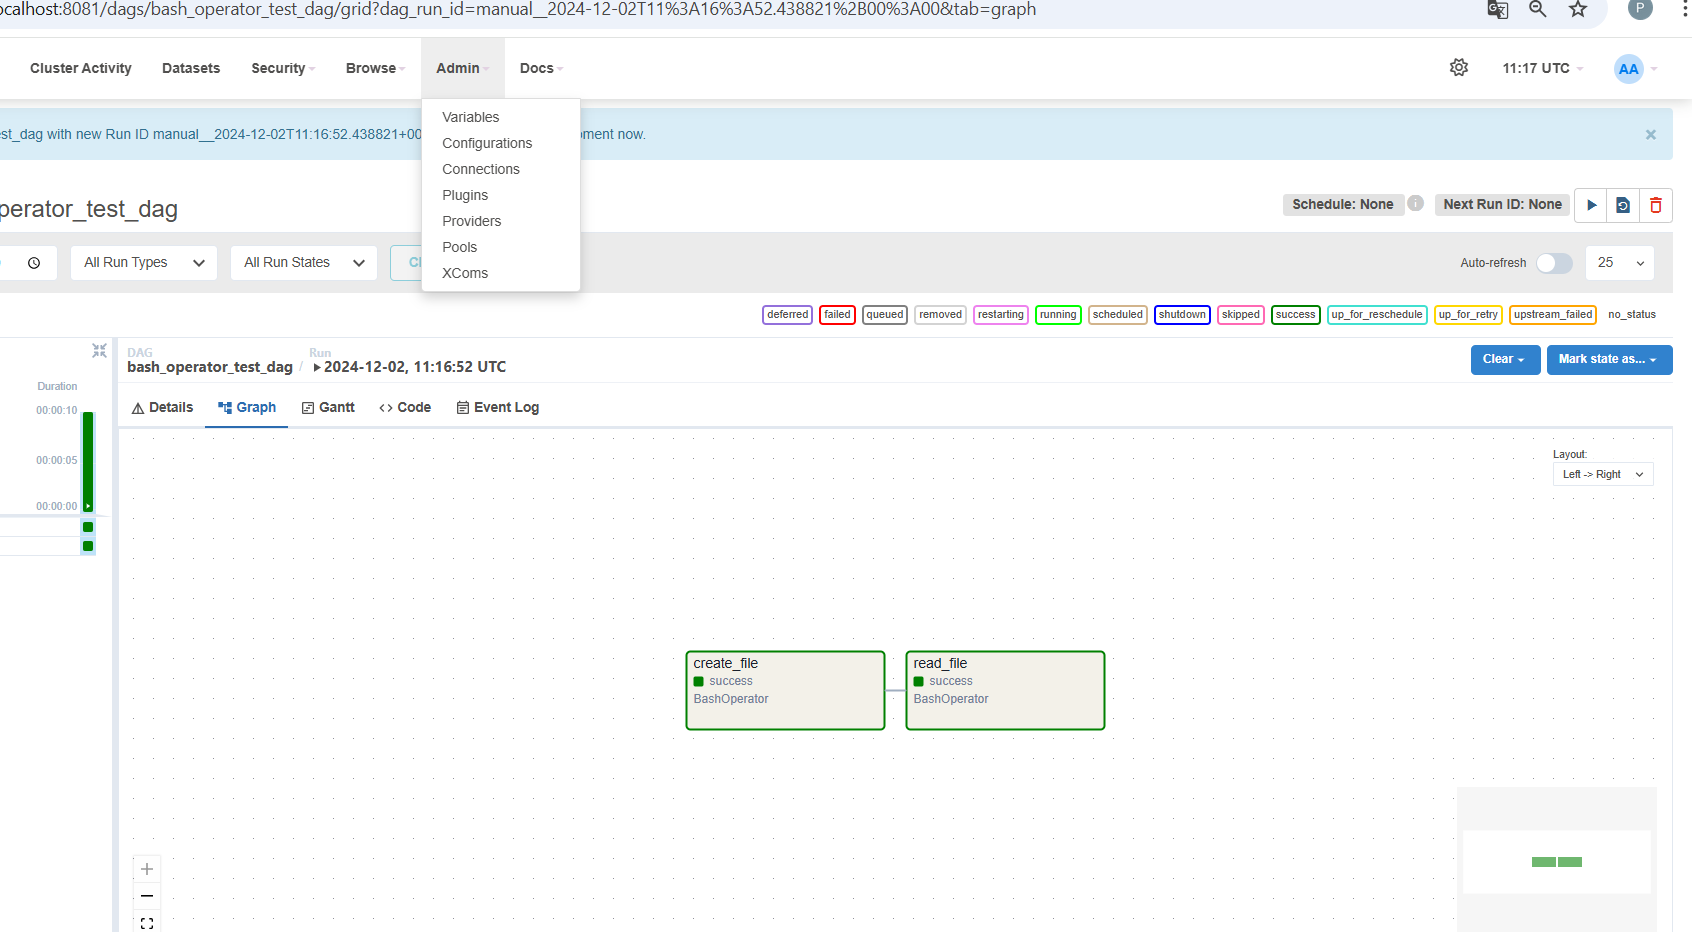 ocalhost:8081/dags/bash_operator_test_dag/grid?dag_run_id=manual__2024-12-02T11%3A16%3A52.438821%2B00%3A00&tab=graph
P
Cluster Activity Datasets Security Browse Admin Docs 11:17 UTC AA
Variables
Configurations
Connections
Plugins
Providers
Pools
XComs
est_dag with new Run ID manual__2024-12-02T11:16:52.438821+00 oment now. ×
perator_test_dag
Schedule: None i Next Run ID: None
All Run Types All Run States Cl
Auto-refresh 25
deferred failed queued removed restarting running scheduled shutdown skipped success up_for_reschedule up_for_retry upstream_failed no_status
Duration
00:00:10
00:00:05
00:00:00
DAG Run
bash_operator_test_dag / 2024-12-02, 11:16:52 UTC
Clear Mark state as...
Details Graph Gantt <> Code Event Log
Layout:
Left -> Right
create_file
success
BashOperator
read_file
success
BashOperator